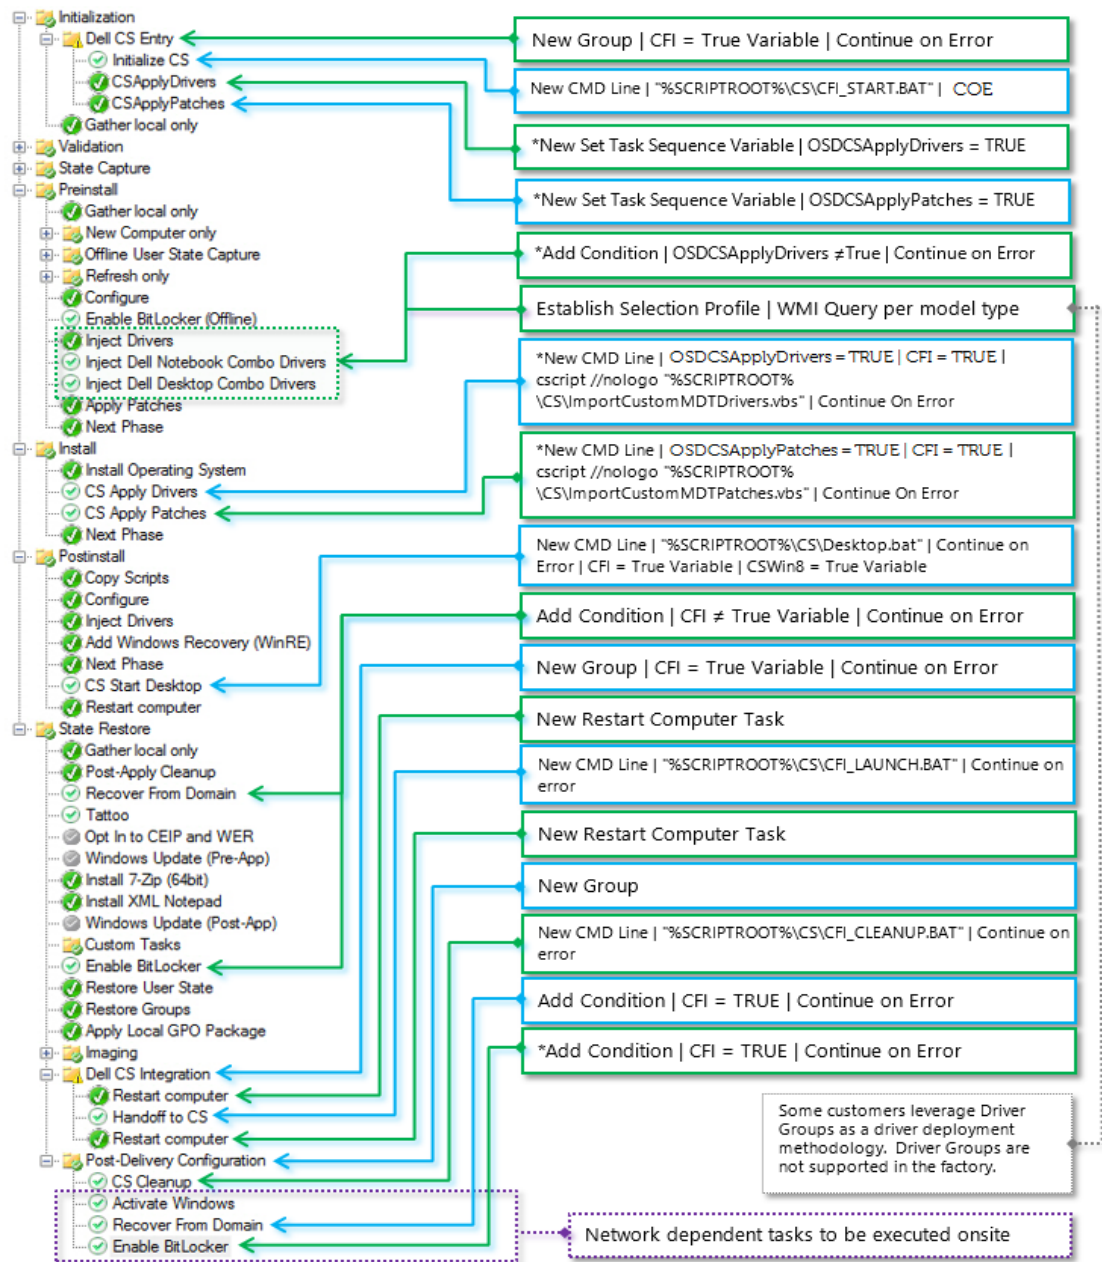 Initialization
Dell CS Entry
Initialize CS
CSApplyDrivers
CSApplyPatches
Gather local only
Validation
State Capture
Preinstall
Gather local only
New Computer only
Offline User State Capture
Refresh only
Configure
Enable BitLocker (Offline)
Inject Drivers
Inject Dell Notebook Combo Drivers
Inject Dell Desktop Combo Drivers
Apply Patches
Next Phase
Install
Install Operating System
CS Apply Drivers
CS Apply Patches
Next Phase
Postinstall
Copy Scripts
Configure
Inject Drivers
Add Windows Recovery (WinRE)
Next Phase
CS Start Desktop
Restart computer
State Restore
Gather local only
Post-Apply Cleanup
Recover From Domain
Tattoo
Opt In to CEIP and WER
Windows Update (Pre-App)
Install 7-Zip (64bit)
Install XML Notepad
Windows Update (Post-App)
Custom Tasks
Enable BitLocker
Restore User State
Restore Groups
Apply Local GPO Package
Imaging
Dell CS Integration
Restart computer
Handoff to CS
Restart computer
Post-Delivery Configuration
CS Cleanup
Activate Windows
Recover From Domain
Enable BitLocker
New Group | CFI = True Variable | Continue on Error
New CMD Line | "%SCRIPTROOT%\CS\CFI_START.BAT" | COE
*New Set Task Sequence Variable | OSDCSApplyDrivers = TRUE
*New Set Task Sequence Variable | OSDCSApplyPatches = TRUE
*Add Condition | OSDCSApplyDrivers ≠True | Continue on Error
Establish Selection Profile | WMI Query per model type
*New CMD Line | OSDCSApplyDrivers = TRUE | CFI = TRUE |
cscript //nologo "%SCRIPTROOT%
\CS\ImportCustomMDTDrivers.vbs" | Continue On Error
*New CMD Line | OSDCSApplyPatches = TRUE | CFI = TRUE |
cscript //nologo "%SCRIPTROOT%
\CS\ImportCustomMDTPatches.vbs" | Continue On Error
New CMD Line | "%SCRIPTROOT%\CS\Desktop.bat" | Continue on
Error | CFI = True Variable | CSWin8 = True Variable
Add Condition | CFI ≠ True Variable | Continue on Error
New Group | CFI = True Variable | Continue on Error
New Restart Computer Task
New CMD Line | "%SCRIPTROOT%\CS\CFI_LAUNCH.BAT" | Continue on
error
New Restart Computer Task
New Group
New CMD Line | "%SCRIPTROOT%\CS\CFI_CLEANUP.BAT" | Continue on
error
Add Condition | CFI = TRUE | Continue on Error
*Add Condition | CFI = TRUE | Continue on Error
Some customers leverage Driver
Groups as a driver deployment
methodology. Driver Groups are
not supported in the factory.
Network dependent tasks to be executed onsite